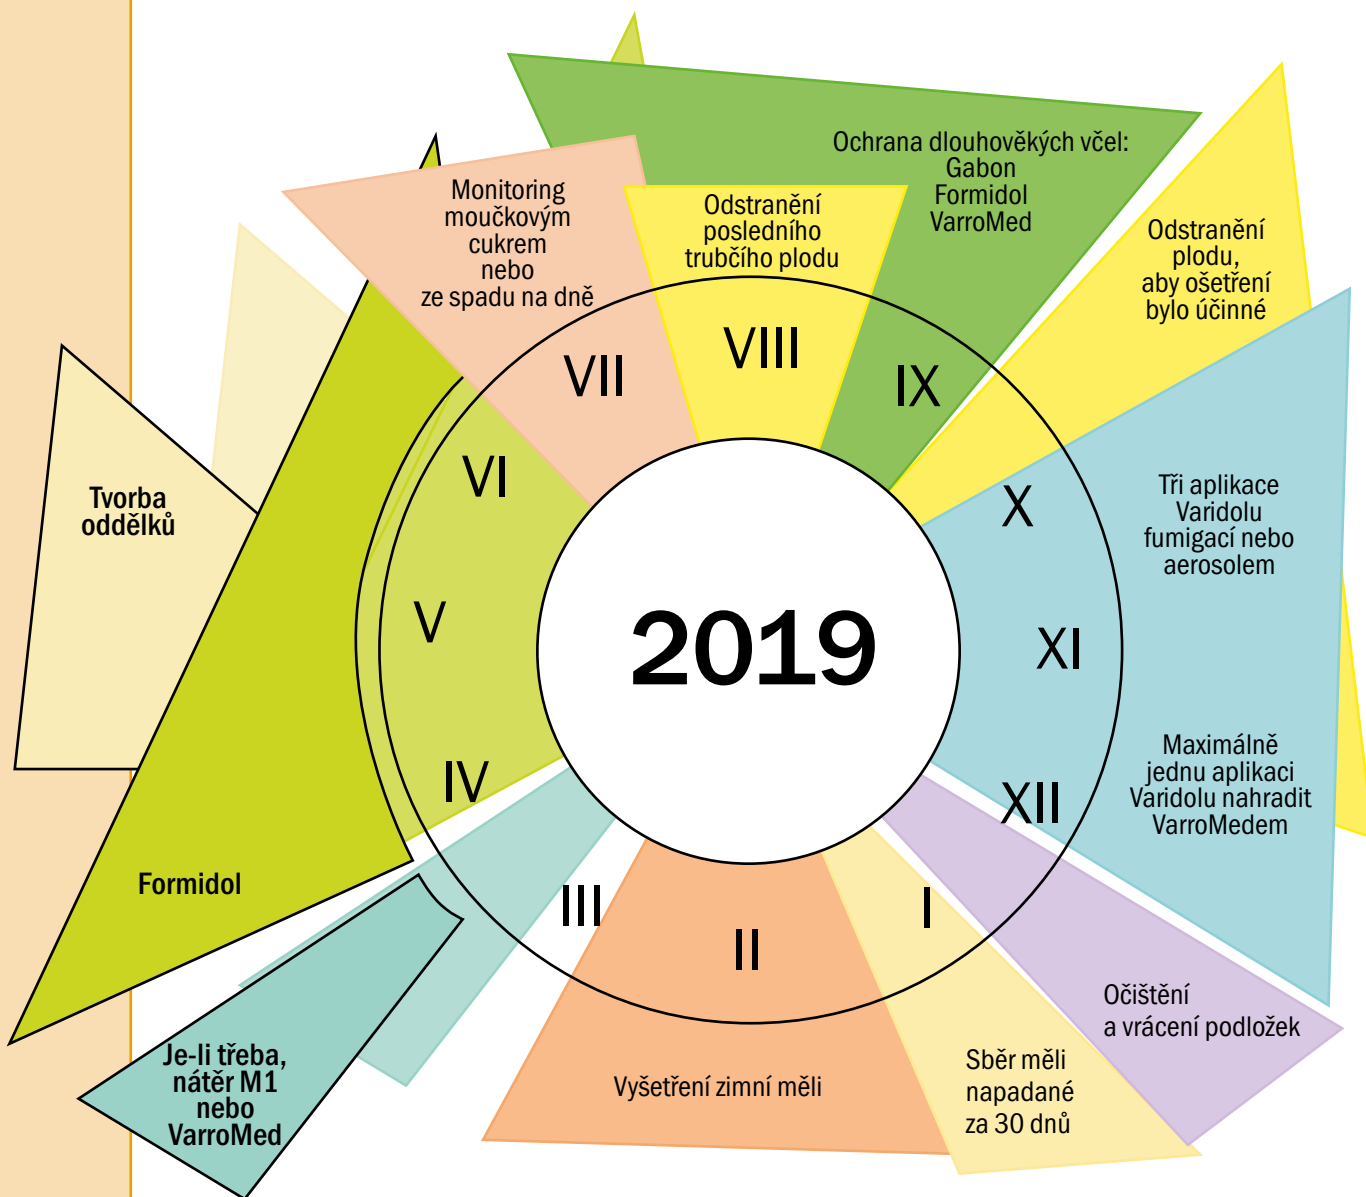 Ochrana dlouhověkých včel:
Gabon
Formidol
VarroMed
Monitoring
moučkovým
cukrem
nebo
ze spadu na dně
Odstranění
posledního
trubčího plodu
Odstranění
plodu,
aby ošetření
bylo účinné
VII
VIII
IX
VI
X
Tvorba
oddělků
Tři aplikace
Varidolu
fumigací nebo
aerosolem
V
2019
XI
IV
XII
Maximálně
jednu aplikaci
Varidolu nahradit
VarroMedem
Formidol
III
II
I
Očištění
a vrácení podložek
Je-li třeba,
nátěr M1
nebo
VarroMed
Vyšetření zimní měli
Sběr měli
napadané
za 30 dnů